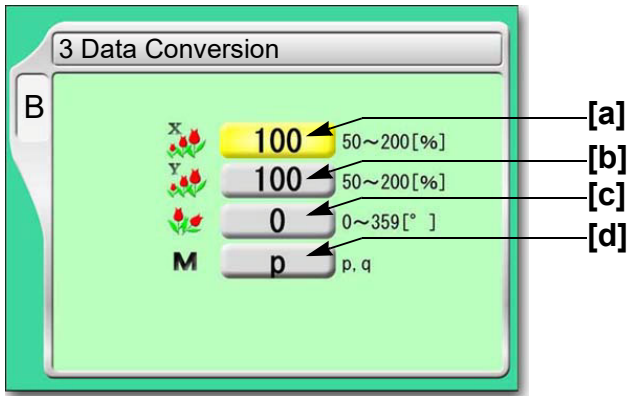 3 Data Conversion
B
X 100 50～200[%] [a]
Y 100 50～200[%] [b]
0 0～359[° ] [c]
M p p, q [d]